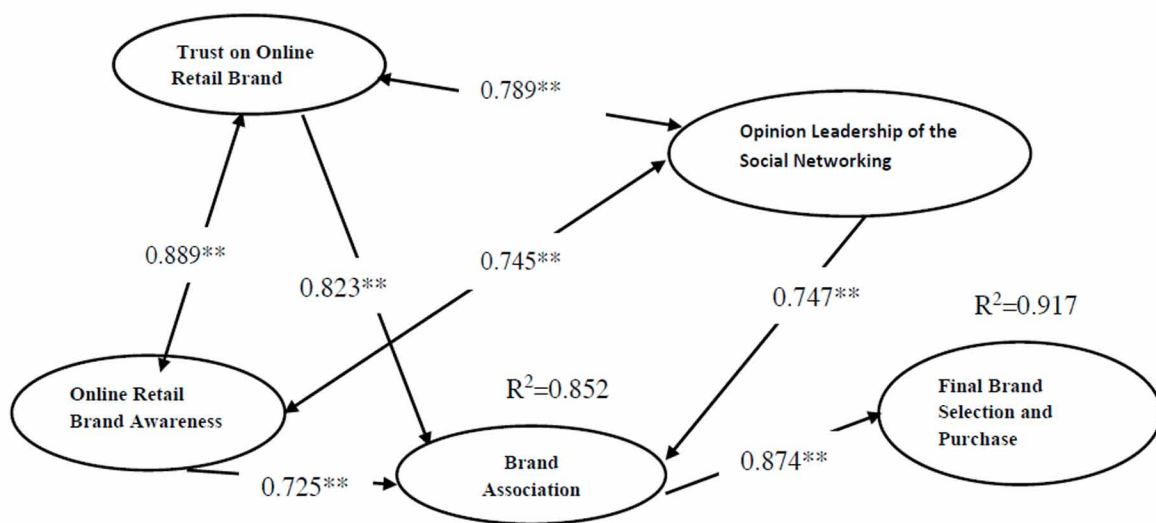 Trust on Online
Retail Brand
0.789**
Opinion Leadership of the
Social Networking
0.889**
0.745**
0.823**
0.747**
R²=0.917
Online Retail
Brand Awareness
R²=0.852
Final Brand
Selection and
Purchase
Brand
Association
0.725**
0.874**